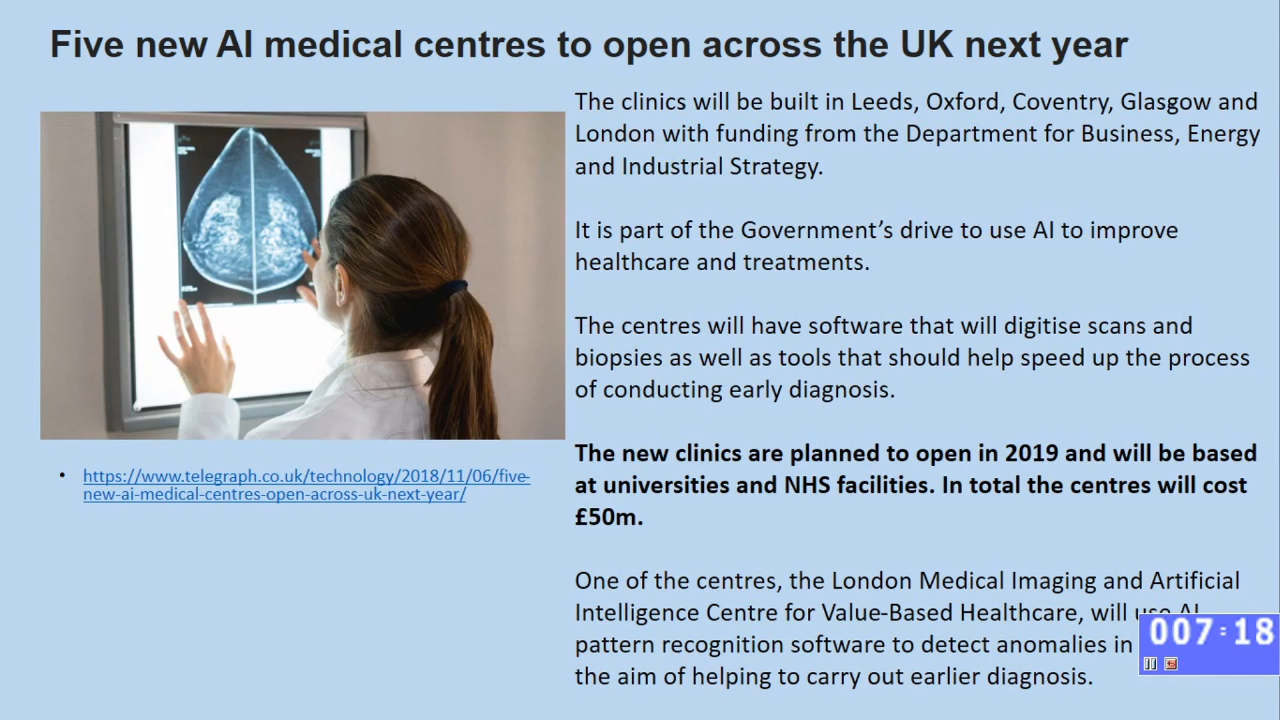 Five new AI medical centres to open across the UK next year
The clinics will be built in Leeds, Oxford, Coventry, Glasgow and
London with funding from the Department for Business, Energy
and Industrial Strategy.
It is part of the Government’s drive to use AI to improve
healthcare and treatments.
The centres will have software that will digitise scans and
biopsies as well as tools that should help speed up the process
of conducting early diagnosis.
The new clinics are planned to open in 2019 and will be based
at universities and NHS facilities. In total the centres will cost
£50m.
One of the centres, the London Medical Imaging and Artificial
Intelligence Centre for Value-Based Healthcare, will use AI
pattern recognition software to detect anomalies in
the aim of helping to carry out earlier diagnosis.
• https://www.telegraph.co.uk/technology/2018/11/06/five-
new-ai-medical-centres-open-across-uk-next-year/
007:18